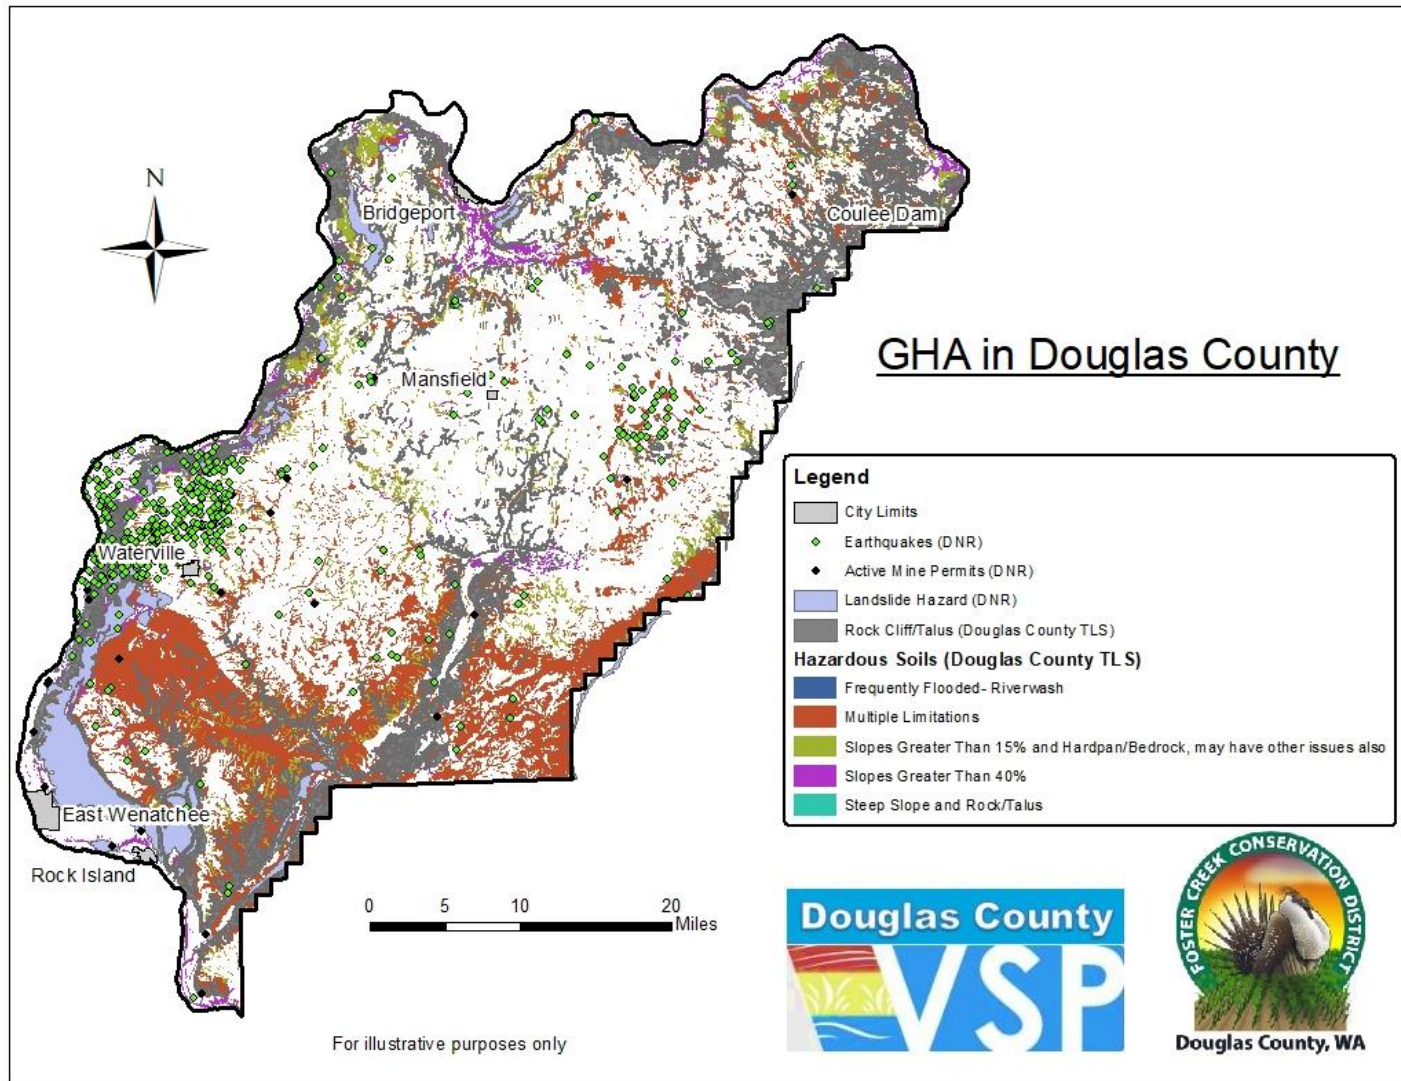 N
Bridgeport
Coulee Dam
GHA in Douglas County
Mansfield
Legend
City Limits
Earthquakes (DNR)
Active Mine Permits (DNR)
Landslide Hazard (DNR)
Rock Cliff/Talus (Douglas County TLS)
Hazardous Soils (Douglas County TLS)
Frequently Flooded- Riverwash
Multiple Limitations
Slopes Greater Than 15% and Hardpan/Bedrock, may have other issues also
Slopes Greater Than 40%
Steep Slope and Rock/Talus
Waterville
East Wenatchee
Rock Island
0 5 10 20
Miles
For illustrative purposes only
Douglas County
VSP
FOSTER CREEK CONSERVATION DISTRICT
Douglas County, WA